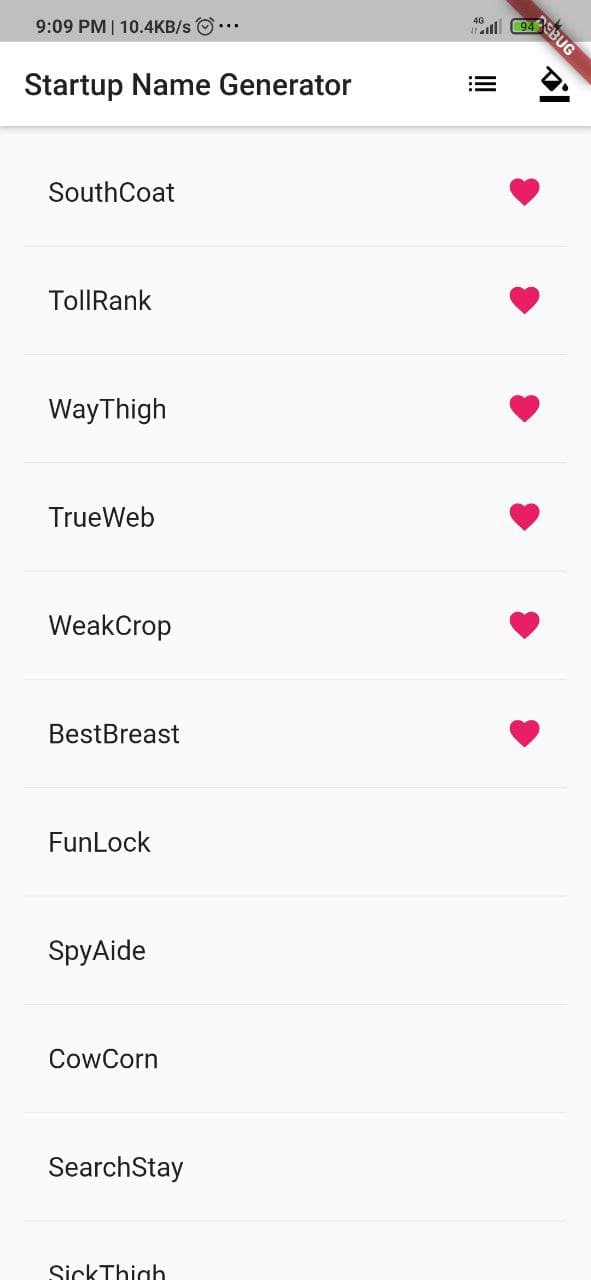 9:09 PM | 10.4KB/s ...
4G
94
DEBUG
Startup Name Generator
SouthCoat
TollRank
WayThigh
TrueWeb
WeakCrop
BestBreast
FunLock
SpyAide
CowCorn
SearchStay
SickThigh